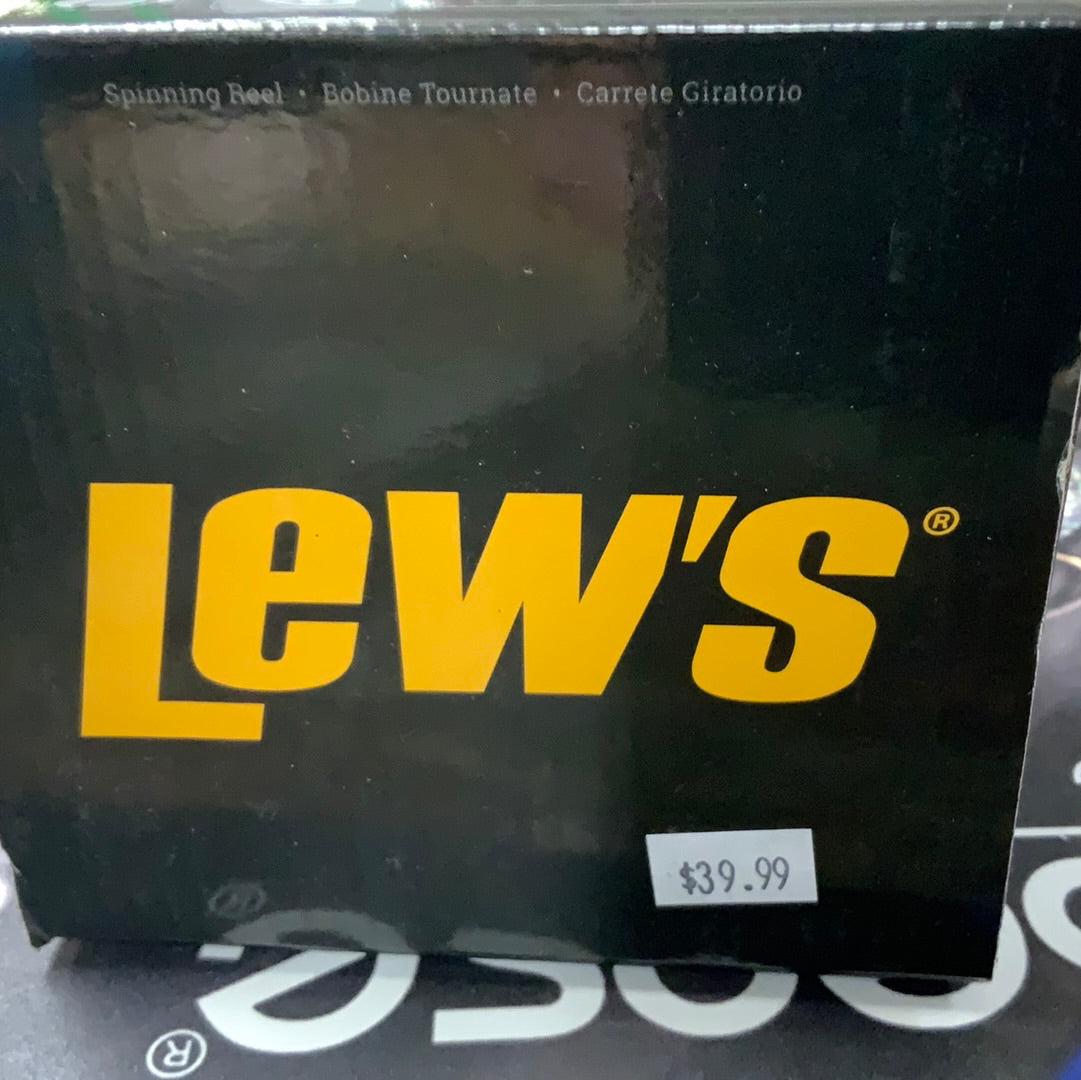 Spinning Reel • Bobine Tournate • Carrete Giratorio
Lew's®
$39.99
®